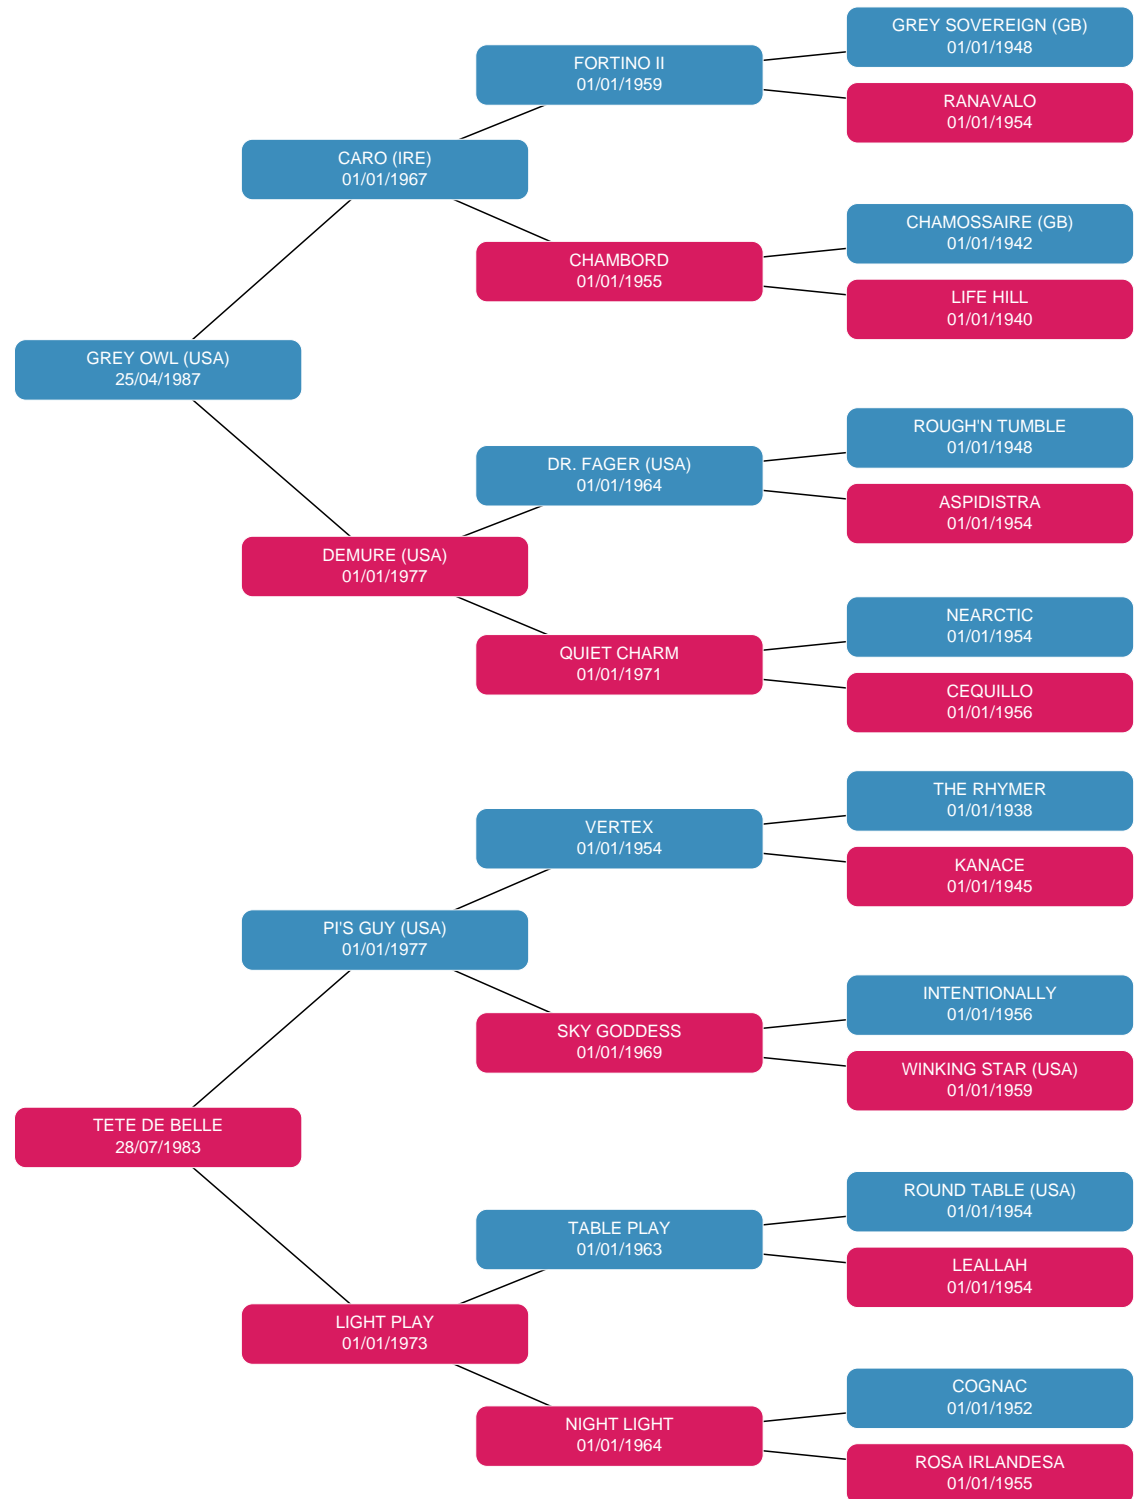 GREY SOVEREIGN (GB)
01/01/1948
FORTINO II
01/01/1959
RANAVALO
01/01/1954
CARO (IRE)
01/01/1967
CHAMOSSAIRE (GB)
01/01/1942
CHAMBORD
01/01/1955
LIFE HILL
01/01/1940
GREY OWL (USA)
25/04/1987
ROUGH'N TUMBLE
01/01/1948
DR. FAGER (USA)
01/01/1964
ASPIDISTRA
01/01/1954
DEMURE (USA)
01/01/1977
NEARCTIC
01/01/1954
QUIET CHARM
01/01/1971
CEQUILLO
01/01/1956
THE RHYMER
01/01/1938
VERTEX
01/01/1954
KANACE
01/01/1945
PI'S GUY (USA)
01/01/1977
INTENTIONALLY
01/01/1956
SKY GODDESS
01/01/1969
WINKING STAR (USA)
01/01/1959
TETE DE BELLE
28/07/1983
ROUND TABLE (USA)
01/01/1954
TABLE PLAY
01/01/1963
LEALLAH
01/01/1954
LIGHT PLAY
01/01/1973
COGNAC
01/01/1952
NIGHT LIGHT
01/01/1964
ROSA IRLANDESA
01/01/1955